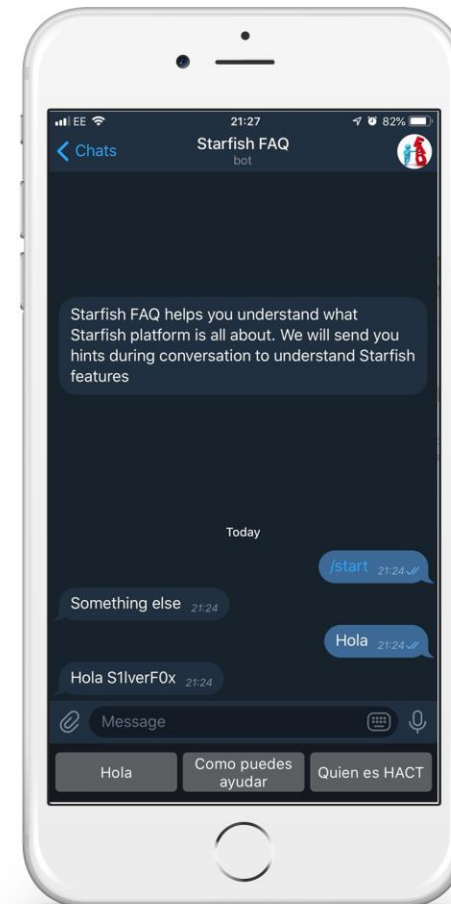 EE
21:27
82%
Chats
Starfish FAQ
bot
Starfish FAQ helps you understand what
Starfish platform is all about. We will send you
hints during conversation to understand Starfish
features
Today
/start 21:24
Something else 21:24
Hola 21:24
Hola S1lverF0x 21:24
Message
Hola
Como puedes
ayudar
Quien es HACT